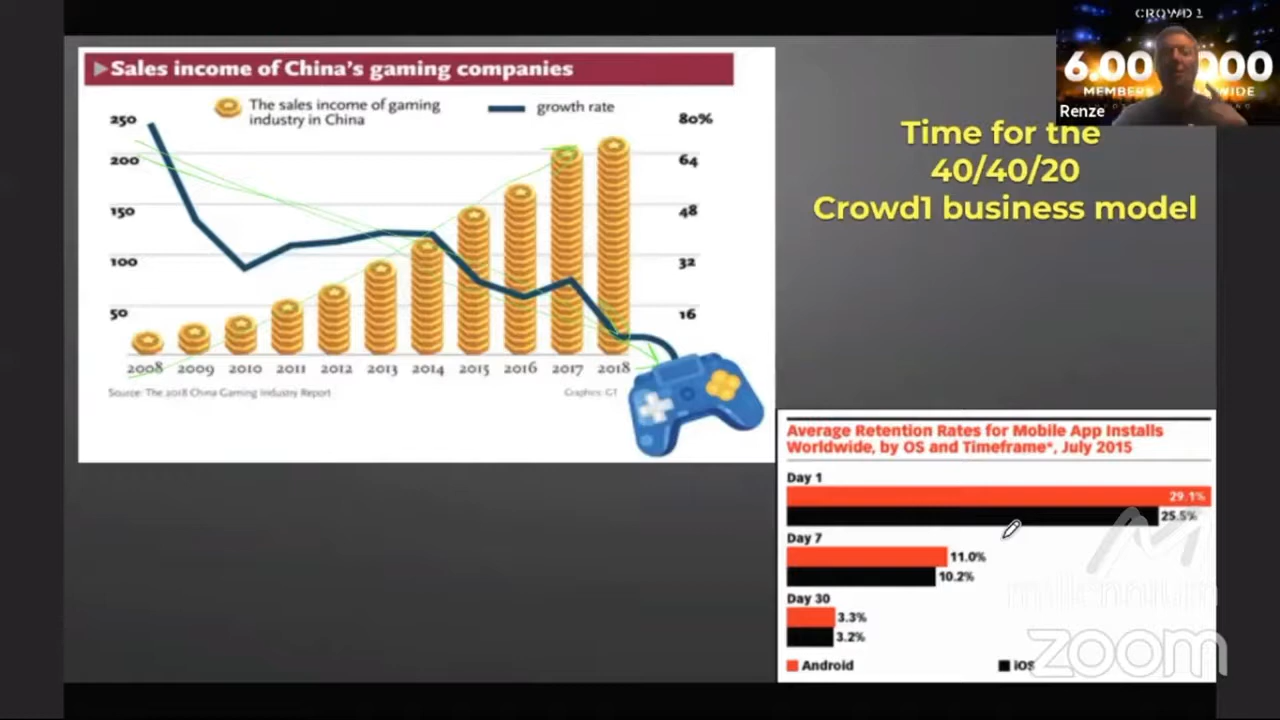 CROWD1
6.00 000
MEMBERS WIDE
Renze
▶Sales income of China's gaming companies
The sales income of gaming
industry in China
growth rate
250
200
150
100
50
80%
64
48
32
16
2008 2009 2010 2011 2012 2013 2014 2015 2016 2017 2018
Source: The 2018 China Gaming Industry Report
Graphics: GT
Time for the
40/40/20
Crowd1 business model
Average Retention Rates for Mobile App Installs
Worldwide, by OS and Timeframe*, July 2015
Day 1
29.1%
25.5%
Day 7
11.0%
10.2%
Day 30
3.3%
3.2%
Android
iOS
millennium
zoom